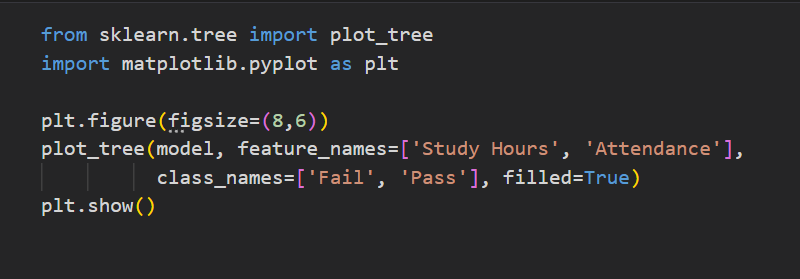 from sklearn.tree import plot_tree
import matplotlib.pyplot as plt
plt.figure(figsize=(8,6))
plot_tree(model, feature_names=['Study Hours', 'Attendance'],
class_names=['Fail', 'Pass'], filled=True)
plt.show()